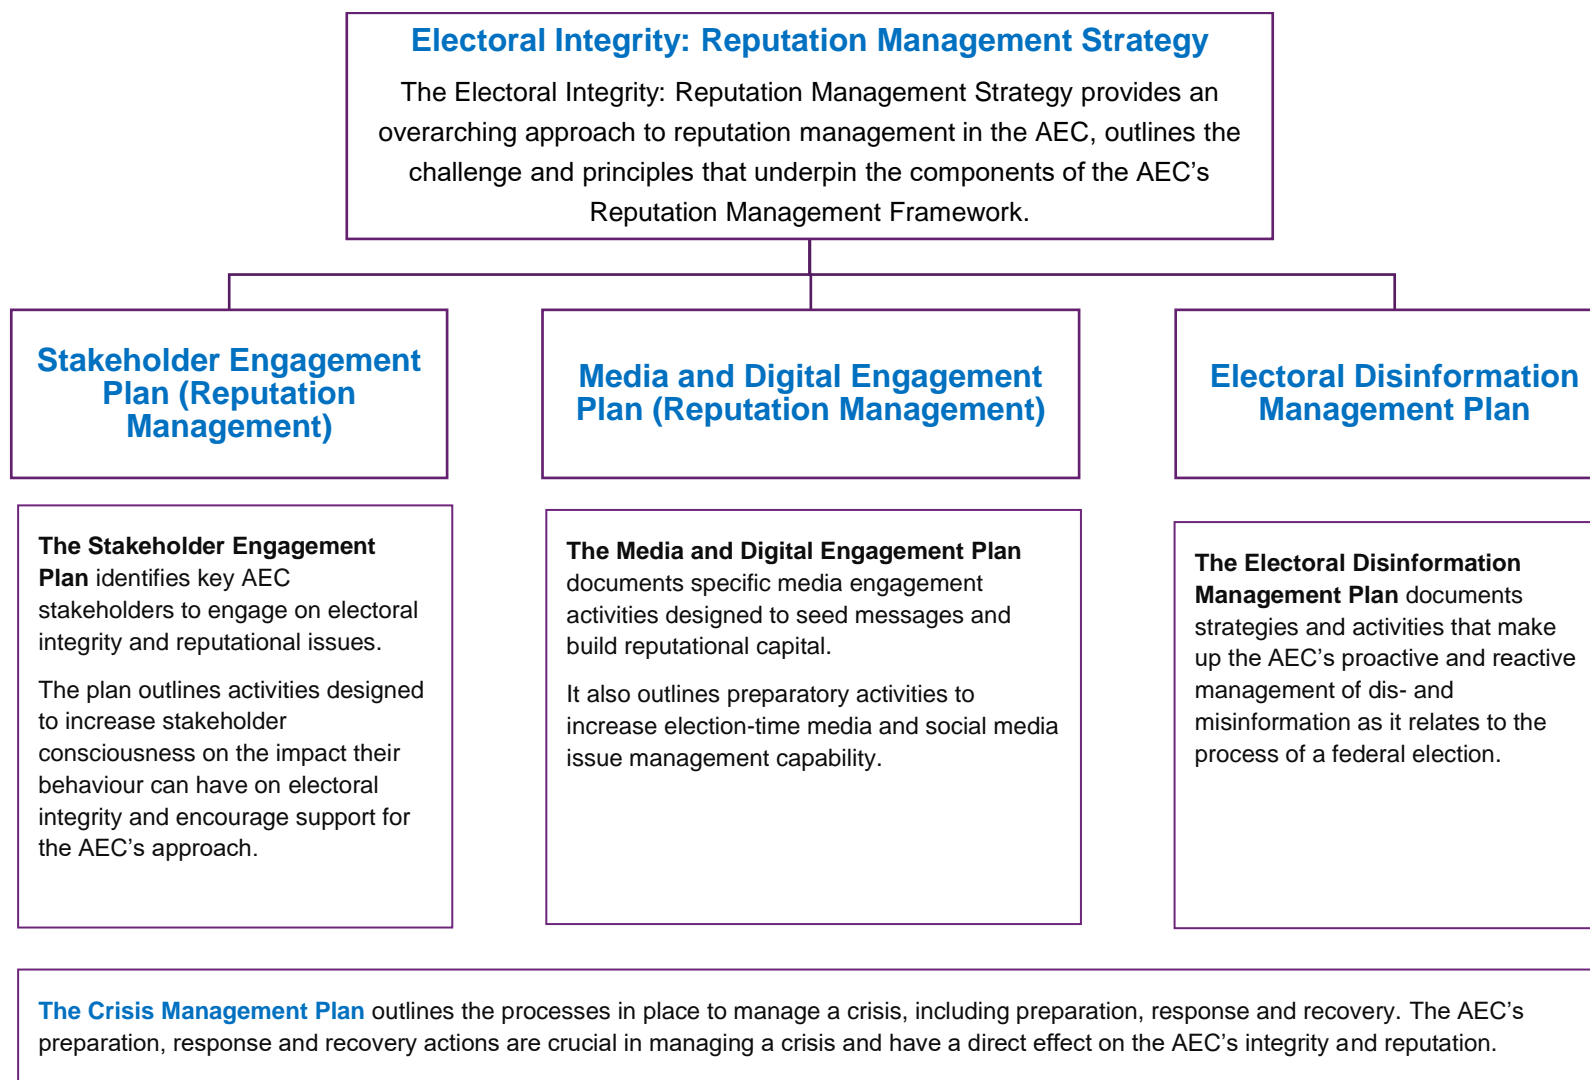 Electoral Integrity: Reputation Management Strategy
The Electoral Integrity: Reputation Management Strategy provides an
overarching approach to reputation management in the AEC, outlines the
challenge and principles that underpin the components of the AEC’s
Reputation Management Framework.
Stakeholder Engagement
Plan (Reputation
Management)
Media and Digital Engagement
Plan (Reputation Management)
Electoral Disinformation
Management Plan
The Stakeholder Engagement
Plan identifies key AEC
stakeholders to engage on electoral
integrity and reputational issues.
The plan outlines activities designed
to increase stakeholder
consciousness on the impact their
behaviour can have on electoral
integrity and encourage support for
the AEC’s approach.
The Media and Digital Engagement Plan
documents specific media engagement
activities designed to seed messages and
build reputational capital.
It also outlines preparatory activities to
increase election-time media and social media
issue management capability.
The Electoral Disinformation
Management Plan documents
strategies and activities that make
up the AEC’s proactive and reactive
management of dis- and
misinformation as it relates to the
process of a federal election.
The Crisis Management Plan outlines the processes in place to manage a crisis, including preparation, response and recovery. The AEC’s
preparation, response and recovery actions are crucial in managing a crisis and have a direct effect on the AEC’s integrity and reputation.